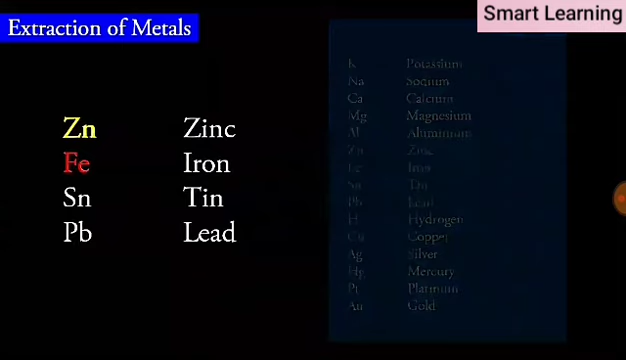 Extraction of Metals
Smart Learning
Zn Zinc
Fe Iron
Sn Tin
Pb Lead
K Potassium
Na Sodium
Ca Calcium
Mg Magnesium
Al Aluminium
Zn Zinc
Fe Iron
Sn Tin
Pb Lead
H Hydrogen
Cu Copper
Ag Silver
Hg Mercury
Pt Platinum
Au Gold